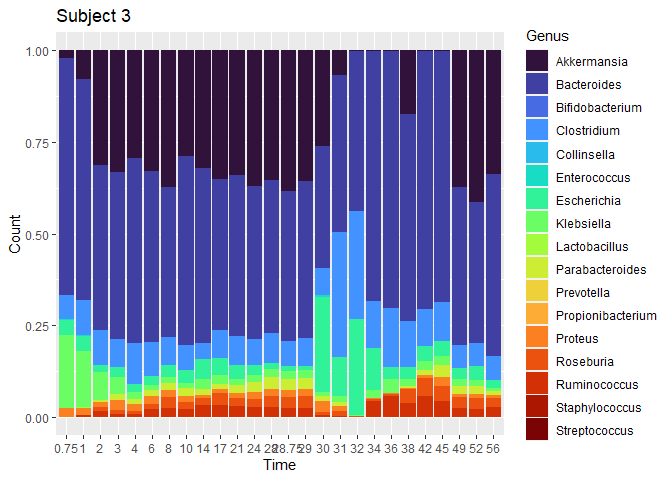 Subject 3
Genus
Akkermansia
Bacteroides
Bifidobacterium
Clostridium
Collinsella
Enterococcus
Escherichia
Klebsiella
Lactobacillus
Parabacteroides
Prevotella
Propionibacterium
Proteus
Roseburia
Ruminococcus
Staphylococcus
Streptococcus
Count
1.00
0.75
0.50
0.25
0.00
0.75 1 2 3 4 6 8 10 14 17 21 24 28 28.75 29 30 31 32 34 36 38 42 45 49 52 56
Time